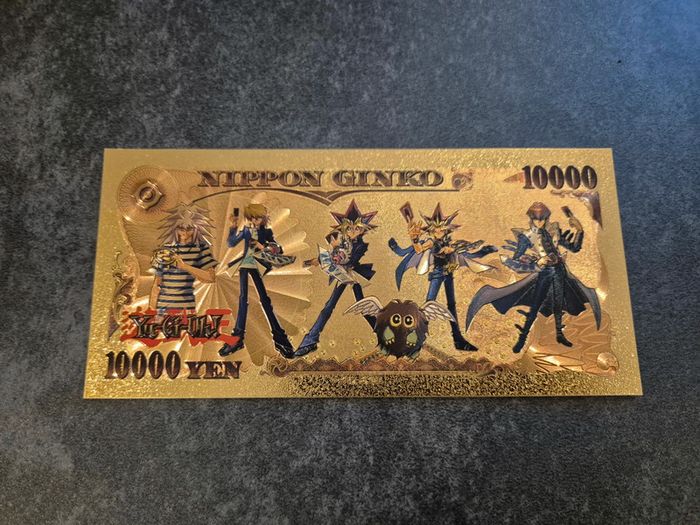 NIPPON GINKO
10000
Yu-Gi-Oh!
10000 YEN